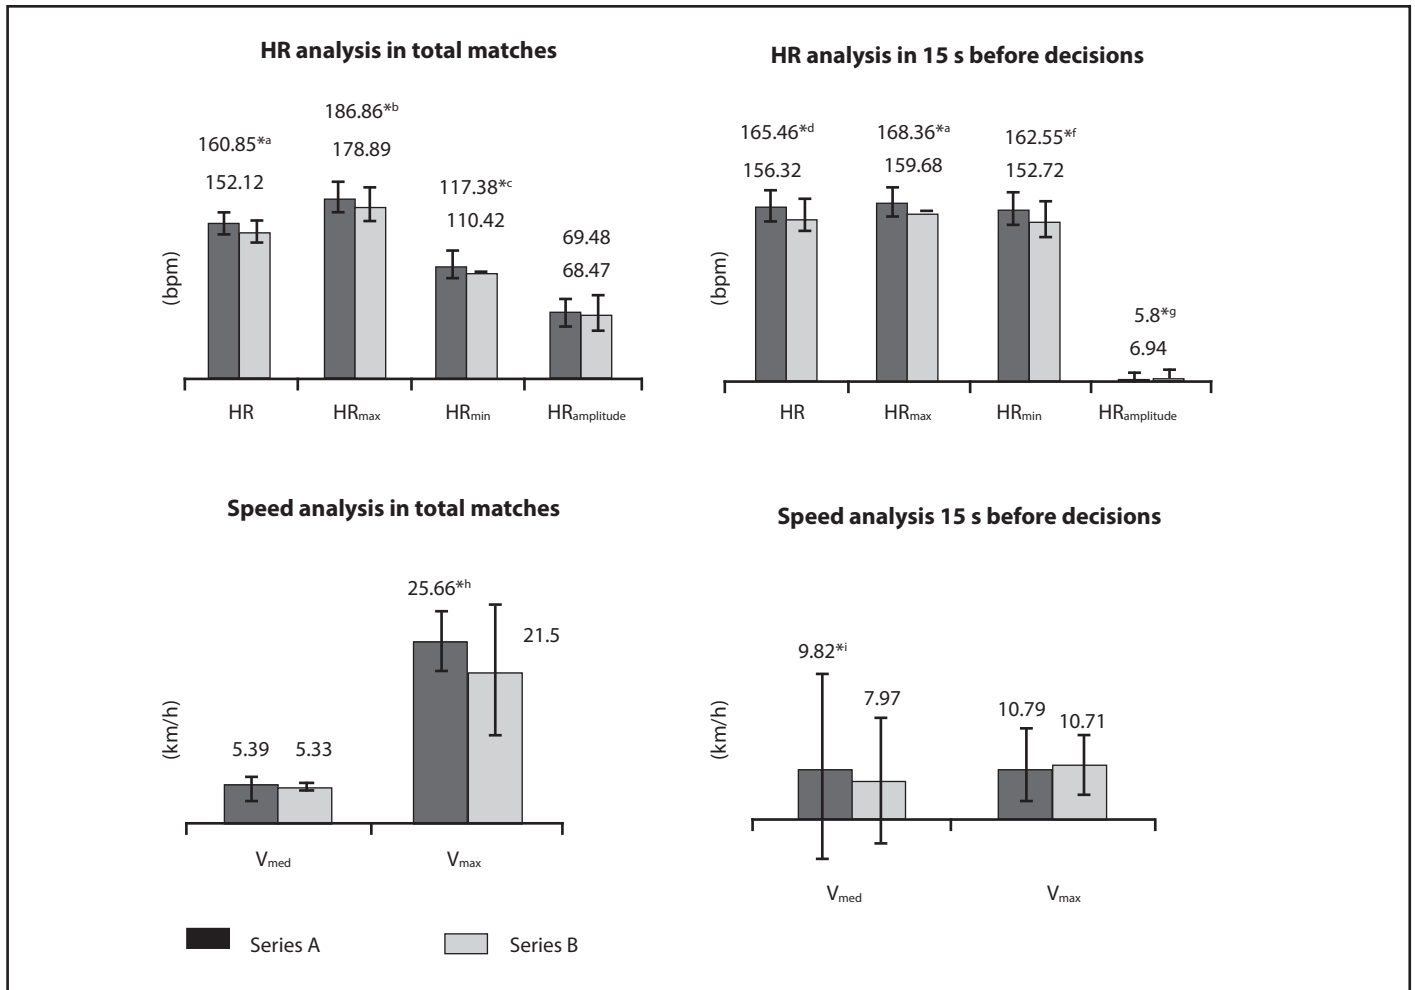 HR analysis in total matches
160.85*a
152.12
186.86*b
178.89
117.38*c
110.42
69.48
68.47
(bpm)
HR HRmax HRmin HRamplitude
HR analysis in 15 s before decisions
165.46*d
156.32
168.36*a
159.68
162.55*f
152.72
5.8*g
6.94
(bpm)
HR HRmax HRmin HRamplitude
Speed analysis in total matches
25.66*h
21.5
5.39 5.33
(km/h)
Vmed Vmax
Speed analysis 15 s before decisions
9.82*i
7.97
10.79 10.71
(km/h)
Vmed Vmax
Series A Series B